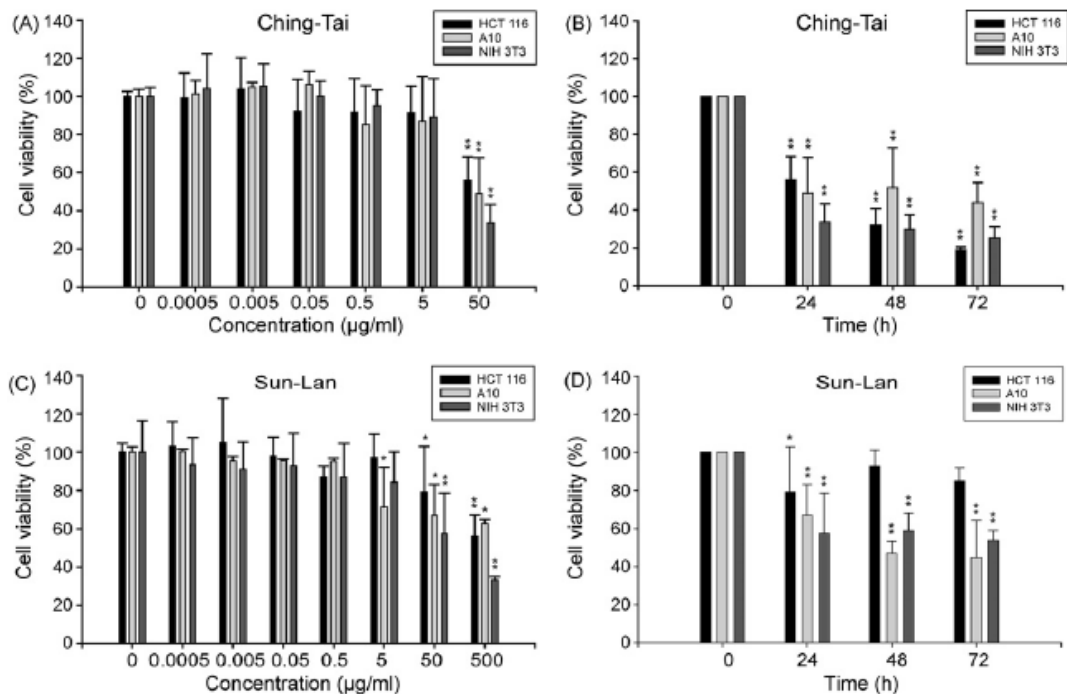 (A)
Ching-Tai
HCT 116
A10
NIH 3T3
Cell viability (%)
140
120
100
80
60
40
20
0
** ** **
0 0.0005 0.005 0.05 0.5 5 50
Concentration (µg/ml)
(B)
Ching-Tai
HCT 116
A10
NIH 3T3
Cell viability (%)
140
120
100
80
60
40
20
0
** ** ** ** ** ** ** ** **
0 24 48 72
Time (h)
(C)
Sun-Lan
HCT 116
A10
NIH 3T3
Cell viability (%)
140
120
100
80
60
40
20
0
* * * ** ** * **
0 0.0005 0.005 0.05 0.5 5 50 500
Concentration (µg/ml)
(D)
Sun-Lan
HCT 116
A10
NIH 3T3
Cell viability (%)
140
120
100
80
60
40
20
0
* ** ** ** ** ** **
0 24 48 72
Time (h)